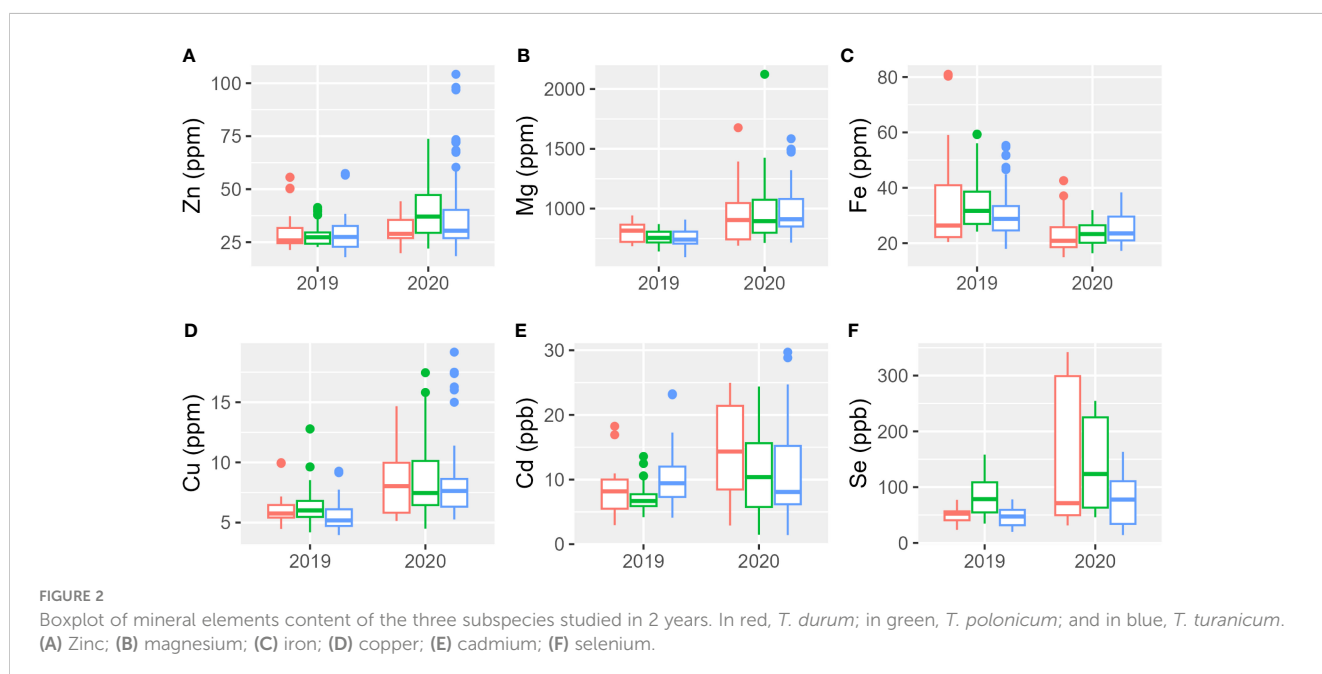 A
Zn (ppm)
100
75
50
25
2019 2020
B
Mg (ppm)
2000
1500
1000
2019 2020
C
Fe (ppm)
80
60
40
20
2019 2020
D
Cu (ppm)
15
10
5
2019 2020
E
Cd (ppb)
30
20
10
0
2019 2020
F
Se (ppb)
300
200
100
0
2019 2020
FIGURE 2
Boxplot of mineral elements content of the three subspecies studied in 2 years. In red, T. durum; in green, T. polonicum; and in blue, T. turanicum.
(A) Zinc; (B) magnesium; (C) iron; (D) copper; (E) cadmium; (F) selenium.